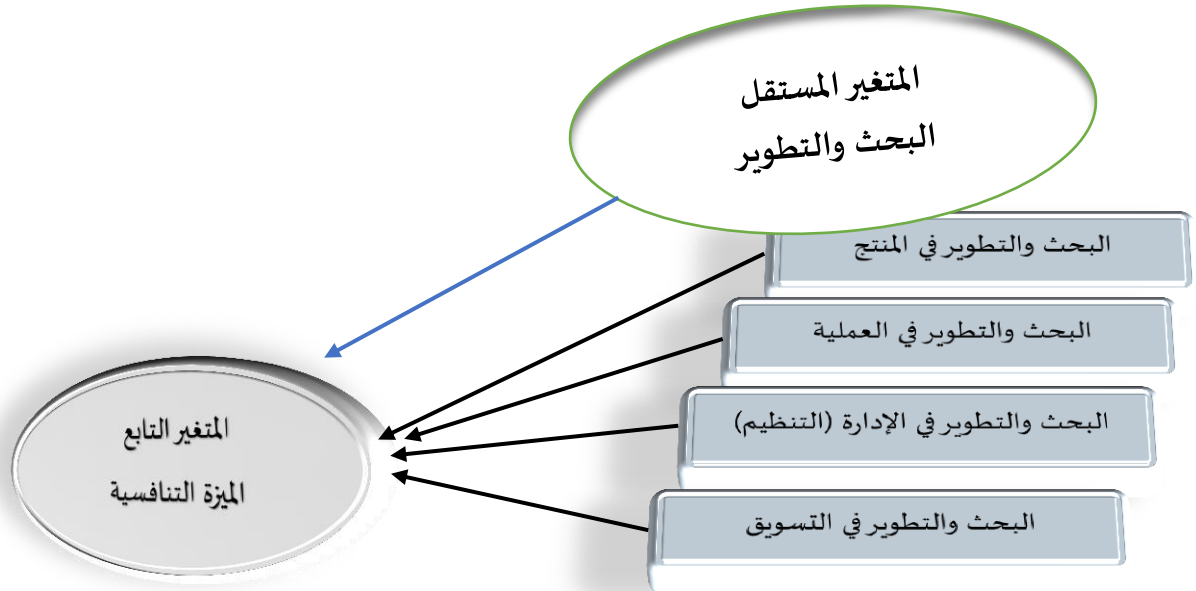 المتغير المستقل
البحث والتطوير
البحث والتطوير في المنتج
البحث والتطوير في العملية
البحث والتطوير في الإدارة (التنظيم)
البحث والتطوير في التسويق
المتغير التابع
الميزة التنافسية